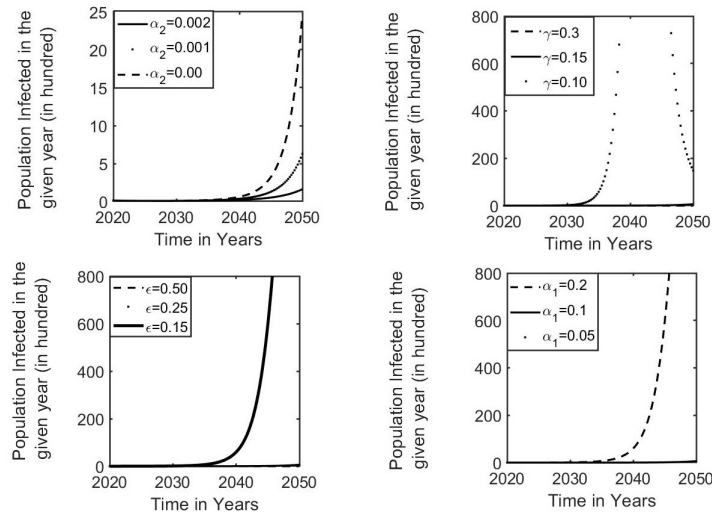 Population Infected in the
given year (in hundred)
25
20
15
10
5
0
α2=0.002
α2=0.001
α2=0.00
2020 2030 2040 2050
Time in Years
Population Infected in the
given year (in hundred)
800
600
400
200
0
γ=0.3
γ=0.15
γ=0.10
2020 2030 2040 2050
Time in Years
Population Infected in the
given year (in hundred)
800
600
400
200
0
ϵ=0.50
ϵ=0.25
ϵ=0.15
2020 2030 2040 2050
Time in Years
Population Infected in the
given year (in hundred)
800
600
400
200
0
α1=0.2
α1=0.1
α1=0.05
2020 2030 2040 2050
Time in Years